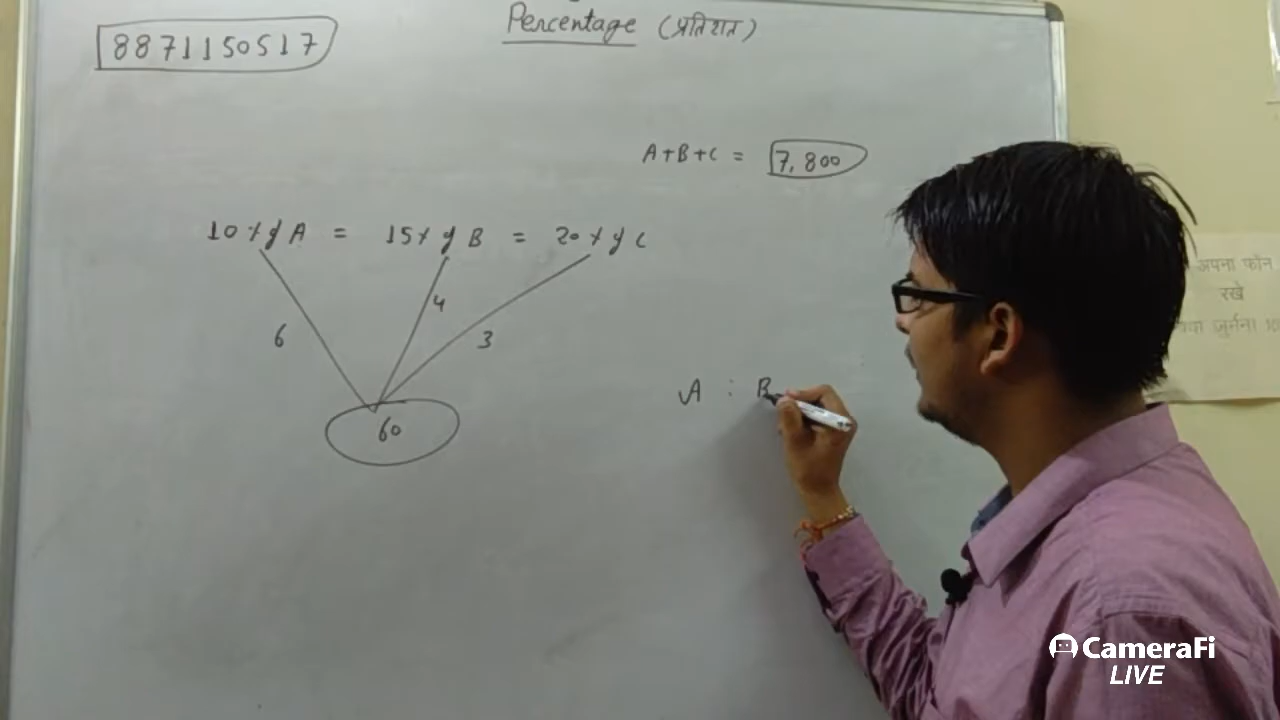 8871150517
Percentage (प्रतिशत)
A+B+C = 7,800
10% of A = 15% of B = 20% of C
6
4
3
60
A : B
अपना फोन
रखे
CameraFi
LIVE